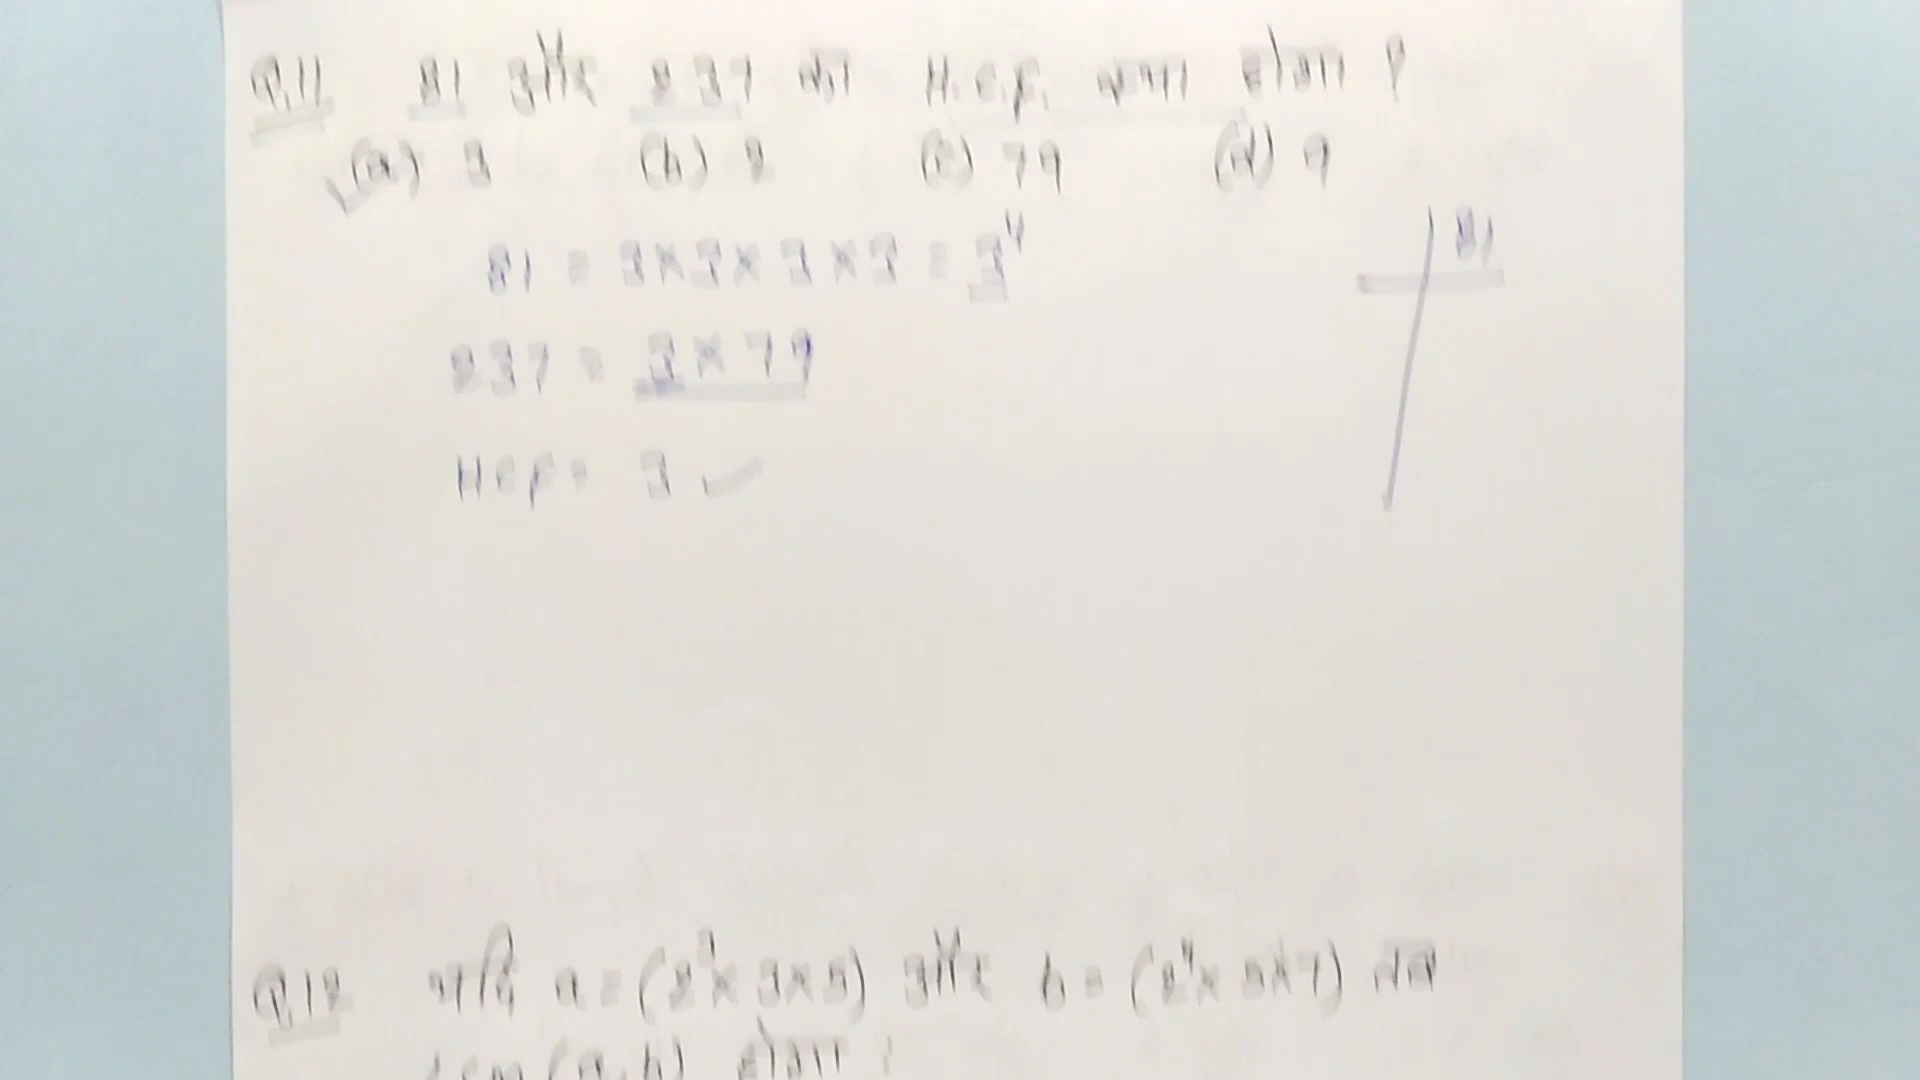 Q.11 81 और 237 का H.C.F. क्या होगा ?
(a) 3 (b) 2 (c) 79 (d) 9
81
81 = 3×3×3×3 = 3⁴
237 = 3×79
HCF = 3 ✓
Q.12 यदि a = (2³×3×5) और b = (2⁴×5×7) तब
LCM (a,b) होगा :